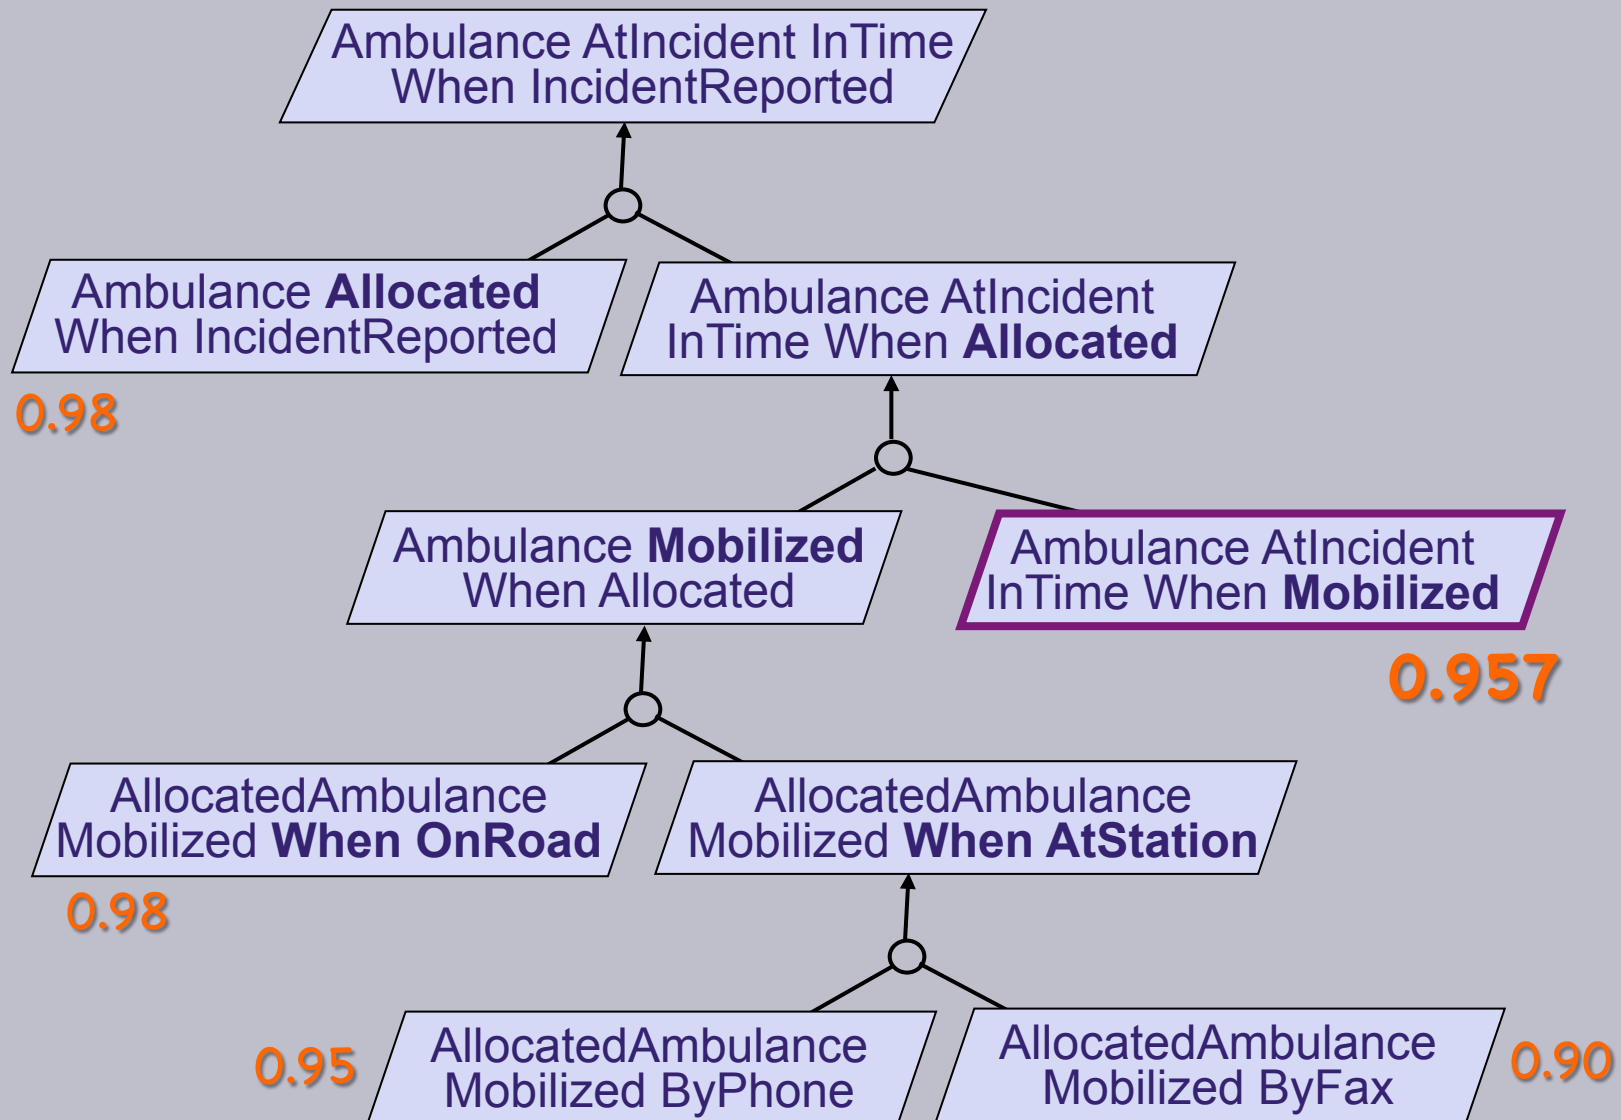 Ambulance AtIncident InTime
When IncidentReported
Ambulance Allocated
When IncidentReported
0.98
Ambulance AtIncident
InTime When Allocated
Ambulance Mobilized
When Allocated
Ambulance AtIncident
InTime When Mobilized
0.957
AllocatedAmbulance
Mobilized When OnRoad
0.98
AllocatedAmbulance
Mobilized When AtStation
0.95
AllocatedAmbulance
Mobilized ByPhone
AllocatedAmbulance
Mobilized ByFax
0.90